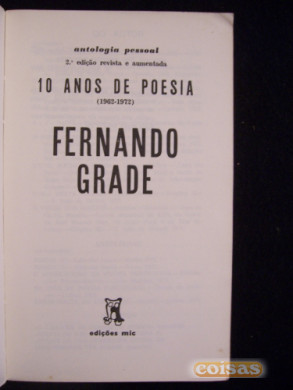 antologia pessoal
2.ª edição revista e aumentada
10 ANOS DE POESIA
(1962-1972)
FERNANDO
GRADE
edições mic
coisas